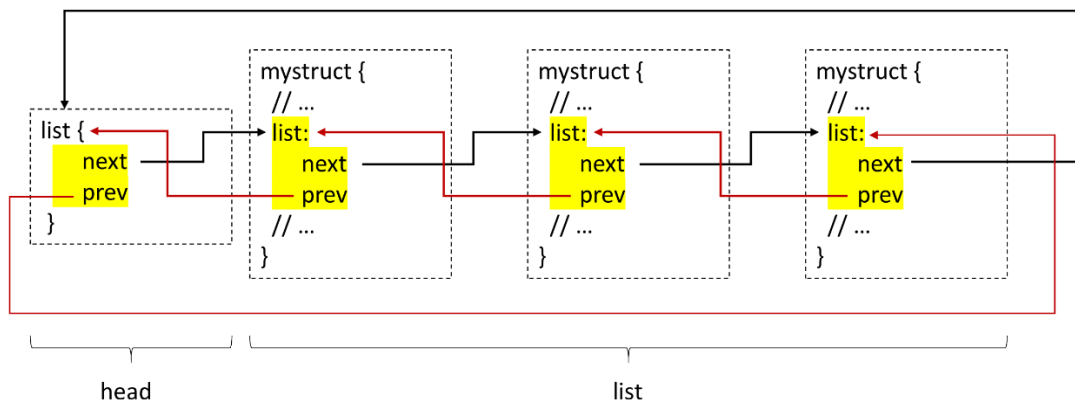 list {
next
prev
}
mystruct {
// ...
list:
next
prev
// ...
}
mystruct {
// ...
list:
next
prev
// ...
}
mystruct {
// ...
list:
next
prev
// ...
}
head
list